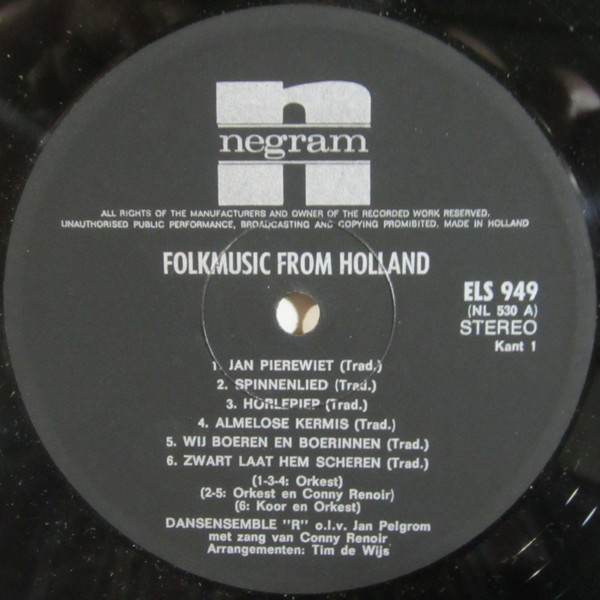 negram
ALL RIGHTS OF THE MANUFACTURERS AND OWNER OF THE RECORDED WORK RESERVED.
UNAUTHORISED PUBLIC PERFORMANCE, BROADCASTING AND COPYING PROMIBITED. MADE IN HOLLAND
FOLKMUSIC FROM HOLLAND
ELS 949
(NL 530 A)
STEREO
Kant 1
1. JAN PIEREWIET (Trad.)
2. SPINNENLIED (Trad.)
3. HORLEPIEP (Trad.)
4. ALMELOSE KERMIS (Trad.)
5. WIJ BOEREN EN BOERINNEN (Trad.)
6. ZWART LAAT HEM SCHEREN (Trad.)
(1-3-4: Orkest)
(2-5: Orkest en Conny Renoir)
(6: Koor en Orkest)
DANSENSEMBLE "R" o.l.v. Jan Pelgrom
met zang van Conny Renoir
Arrangementen: Tim de Wijs